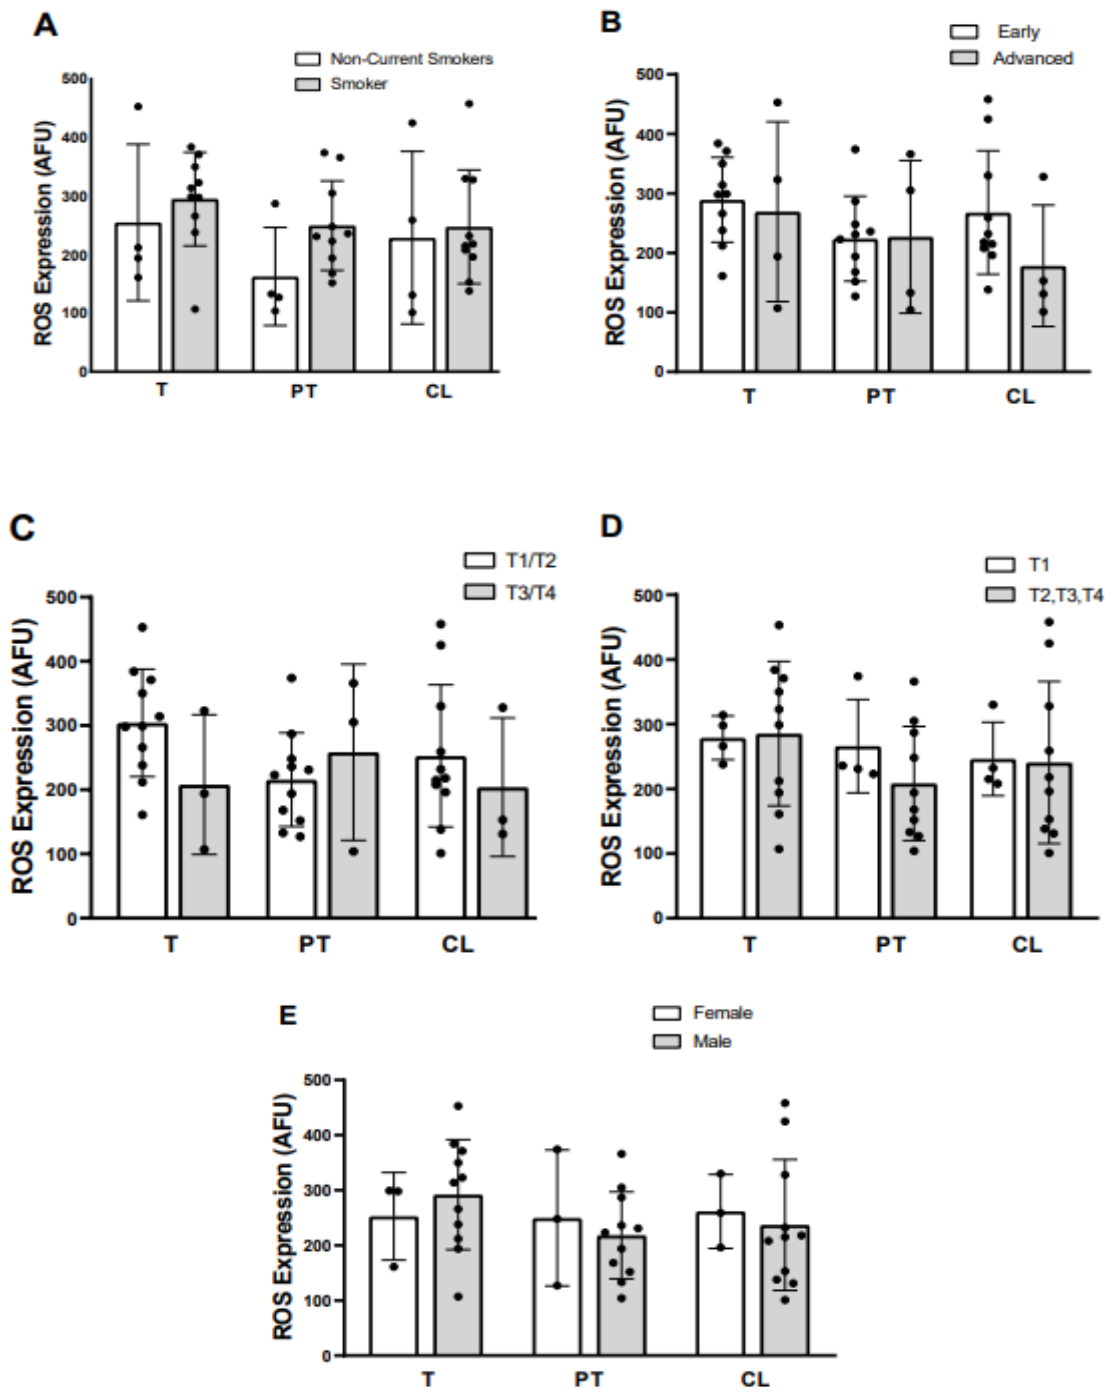 A
Non-Current Smokers
Smoker
ROS Expression (AFU)
500
400
300
200
100
0
T
PT
CL
B
Early
Advanced
ROS Expression (AFU)
500
400
300
200
100
0
T
PT
CL
C
T1/T2
T3/T4
ROS Expression (AFU)
500
400
300
200
100
0
T
PT
CL
D
T1
T2,T3,T4
ROS Expression (AFU)
500
400
300
200
100
0
T
PT
CL
E
Female
Male
ROS Expression (AFU)
500
400
300
200
100
0
T
PT
CL